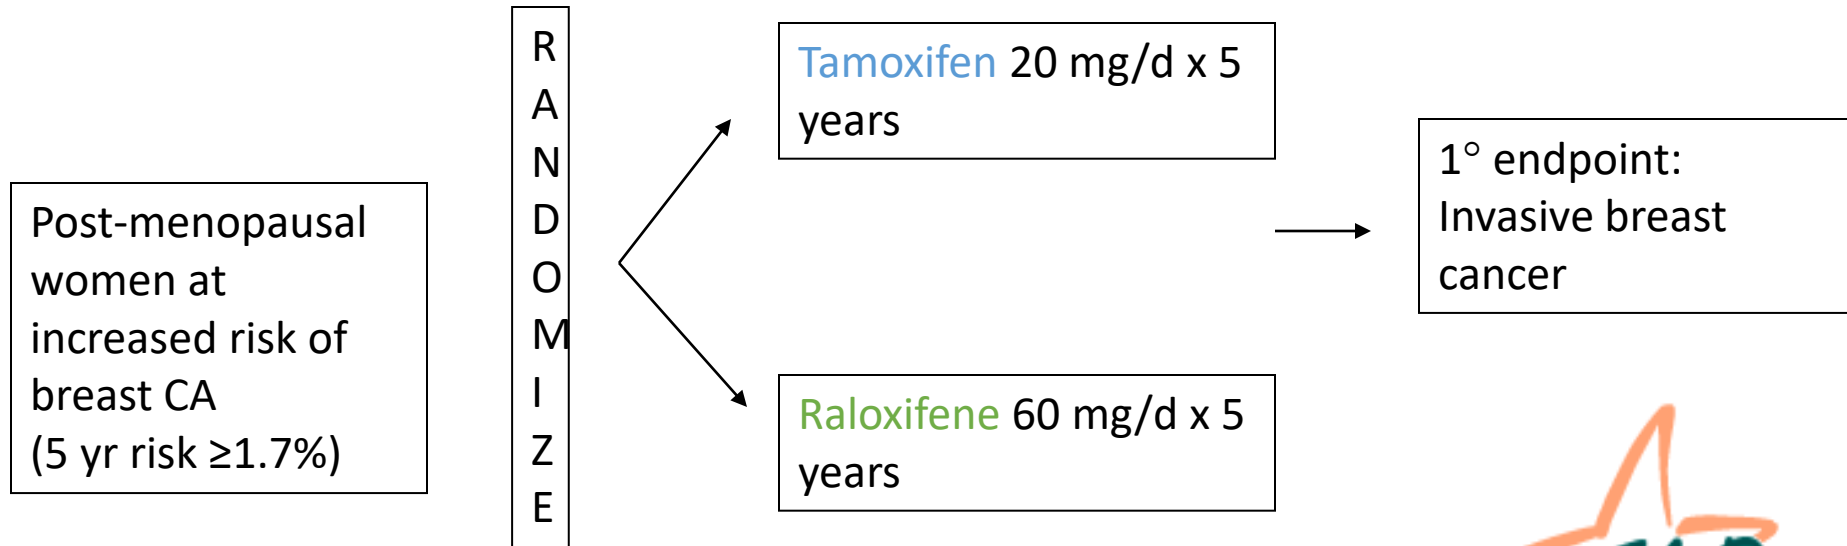 Post-menopausal
women at
increased risk of
breast CA
(5 yr risk ≥1.7%)
R
A
N
D
O
M
I
Z
E
Tamoxifen 20 mg/d x 5
years
Raloxifene 60 mg/d x 5
years
1° endpoint:
Invasive breast
cancer